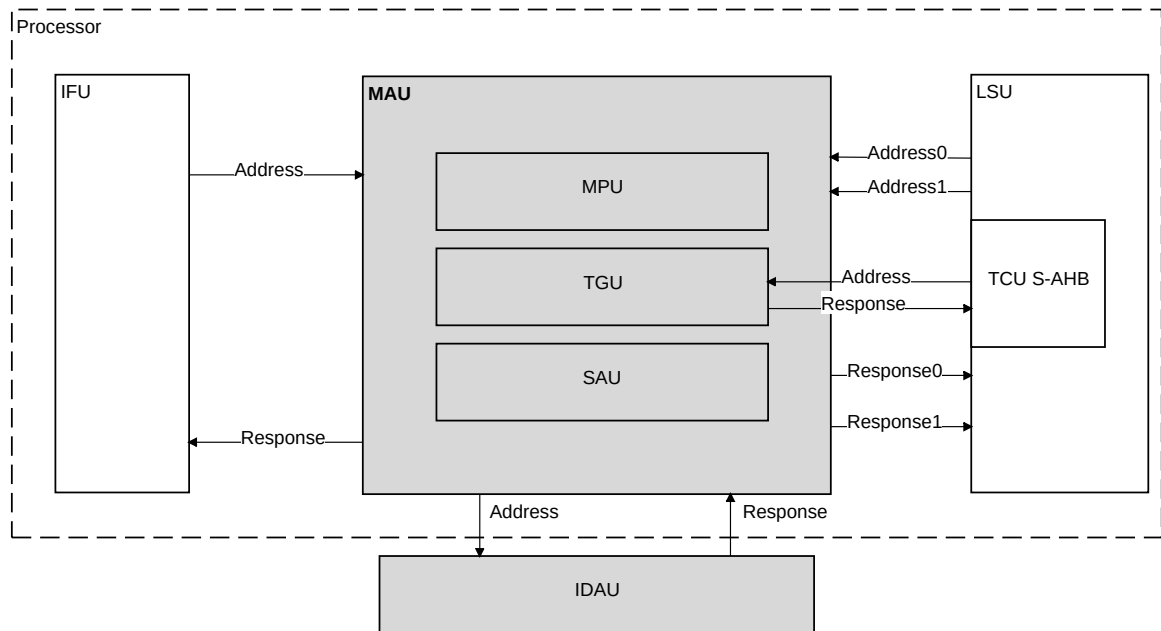 Processor
IFU
MAU
LSU
Address
Address0
Address1
MPU
TGU
Address
Response
TCU S-AHB
SAU
Response0
Response1
Response
Address
Response
IDAU